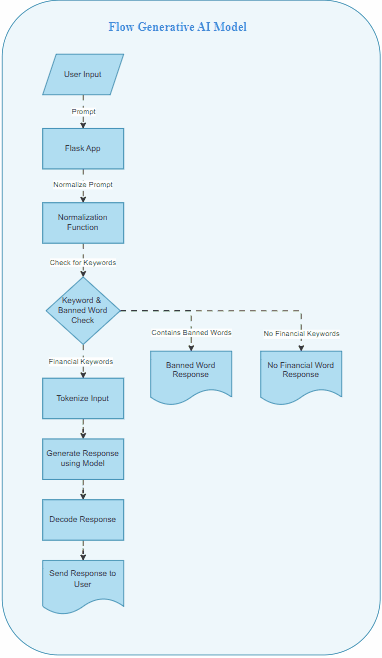 Flow Generative AI Model
User Input
Prompt
Flask App
Normalize Prompt
Normalization
Function
Check for Keywords
Keyword &
Banned Word
Check
Contains Banned Words
No Financial Keywords
Financial Keywords
Banned Word
Response
No Financial Word
Response
Tokenize Input
Generate Response
using Model
Decode Response
Send Response to
User